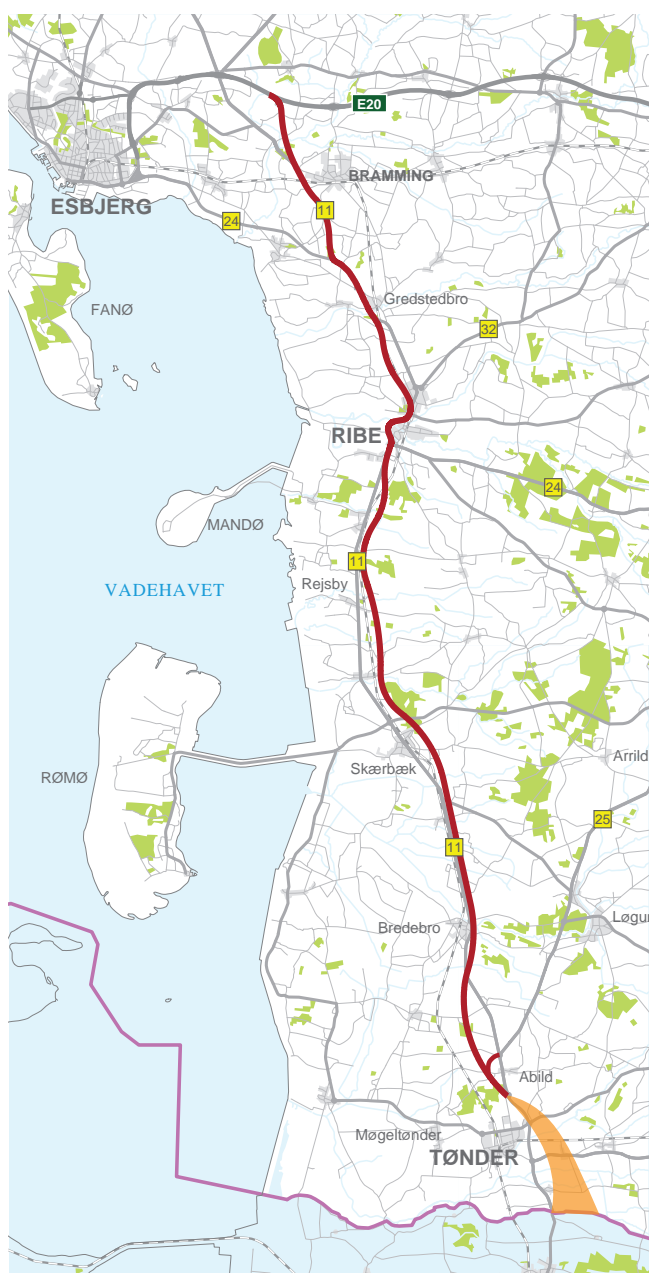 E20
BRAMMING
ESBJERG
11
24
FANØ
Gredstedbro
32
RIBE
24
MANDØ
11
Rejsby
VADEHAVET
Arrild
Skærbæk
RØMØ
25
11
Løgur
Bredebro
Abild
Møgeltønder
TØNDER